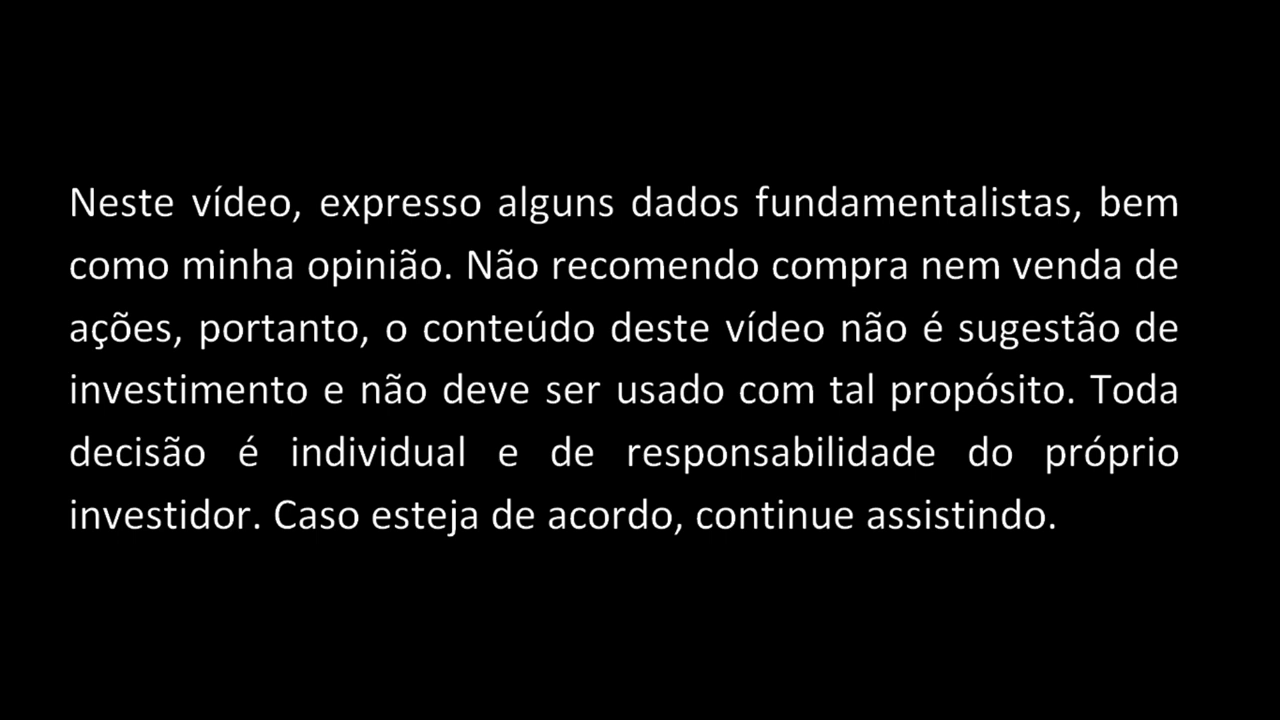 Neste vídeo, expresso alguns dados fundamentalistas, bem
como minha opinião. Não recomendo compra nem venda de
ações, portanto, o conteúdo deste vídeo não é sugestão de
investimento e não deve ser usado com tal propósito. Toda
decisão é individual e de responsabilidade do próprio
investidor. Caso esteja de acordo, continue assistindo.